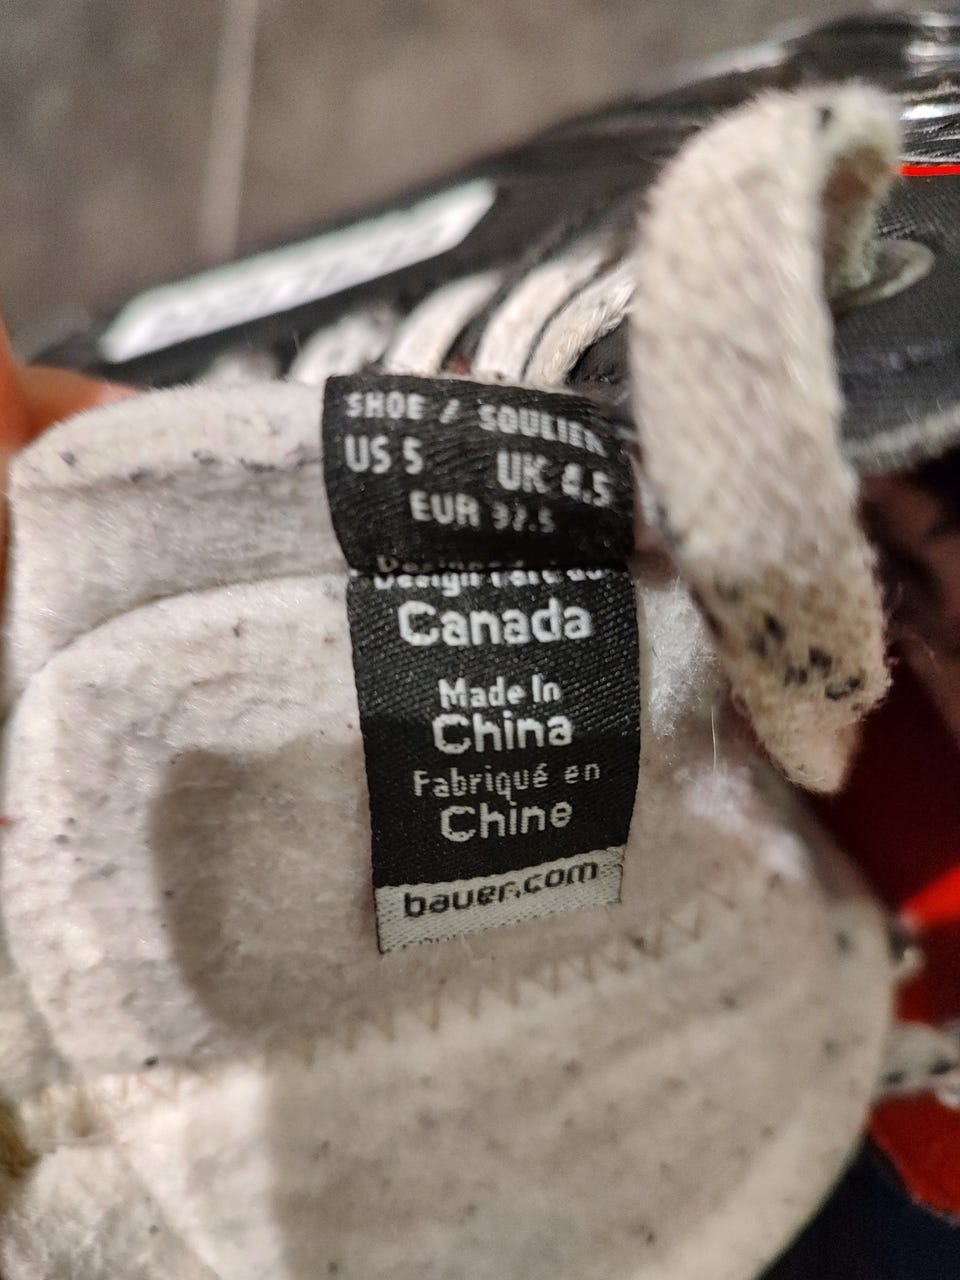 SHOE / SOULIER
US 5 UK 4.5
EUR 37.5
Canada
Made In
China
Fabriqué en
Chine
bauer.com